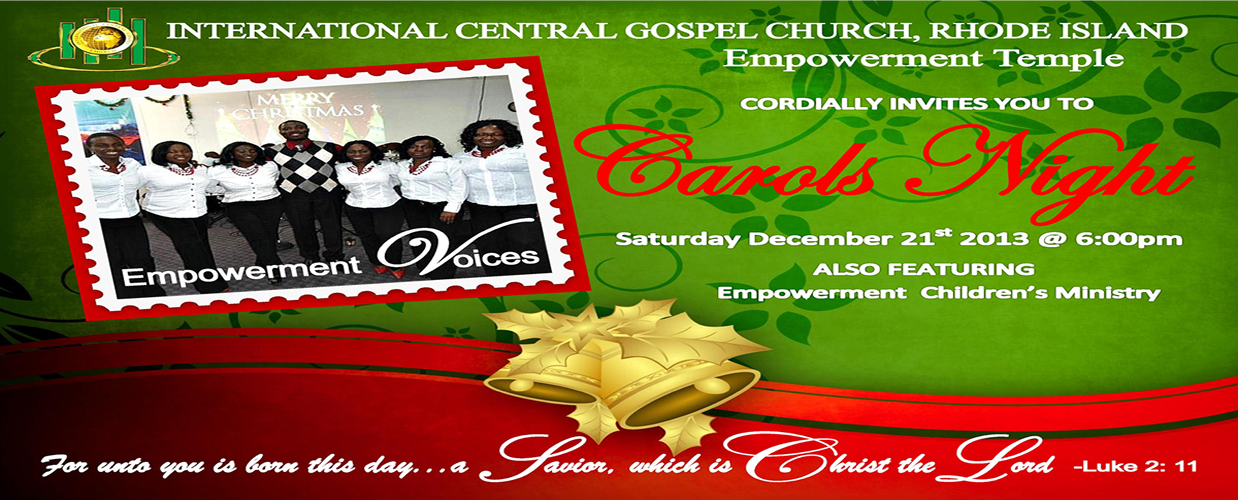 INTERNATIONAL CENTRAL GOSPEL CHURCH, RHODE ISLAND
Empowerment Temple
MERRY
CHRISTMAS
Empowerment Voices
CORDIALLY INVITES YOU TO
Carols Night
Saturday December 21st 2013 @ 6:00pm
ALSO FEATURING
Empowerment Children's Ministry
For unto you is born this day...a Savior, which is Christ the Lord -Luke 2: 11